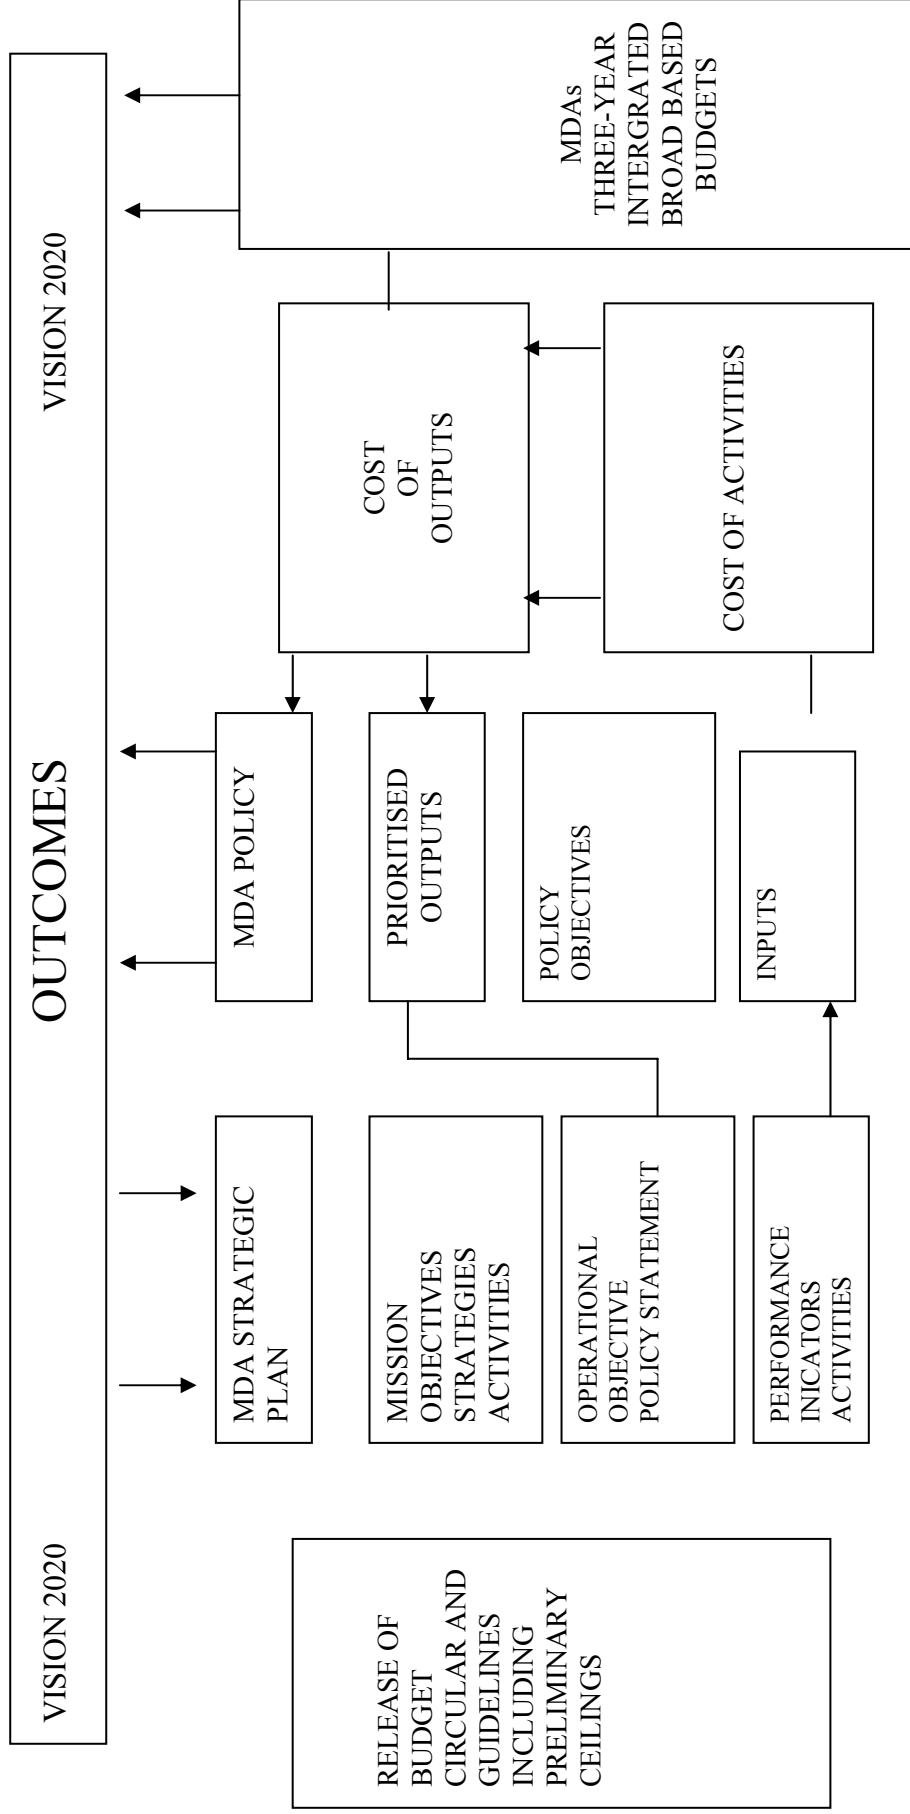 VISION 2020
OUTCOMES
VISION 2020
RELEASE OF
BUDGET
CIRCULAR AND
GUIDELINES
INCLUDING
PRELIMINARY
CEILINGS
MDA STRATEGIC
PLAN
MISSION
OBJECTIVES
STRATEGIES
ACTIVITIES
OPERATIONAL
OBJECTIVE
POLICY STATEMENT
PERFORMANCE
INICATORS
ACTIVITIES
MDA POLICY
PRIORITISED
OUTPUTS
POLICY
OBJECTIVES
INPUTS
COST
OF
OUTPUTS
COST OF ACTIVITIES
MDAs
THREE-YEAR
INTERGRATED
BROAD BASED
BUDGETS